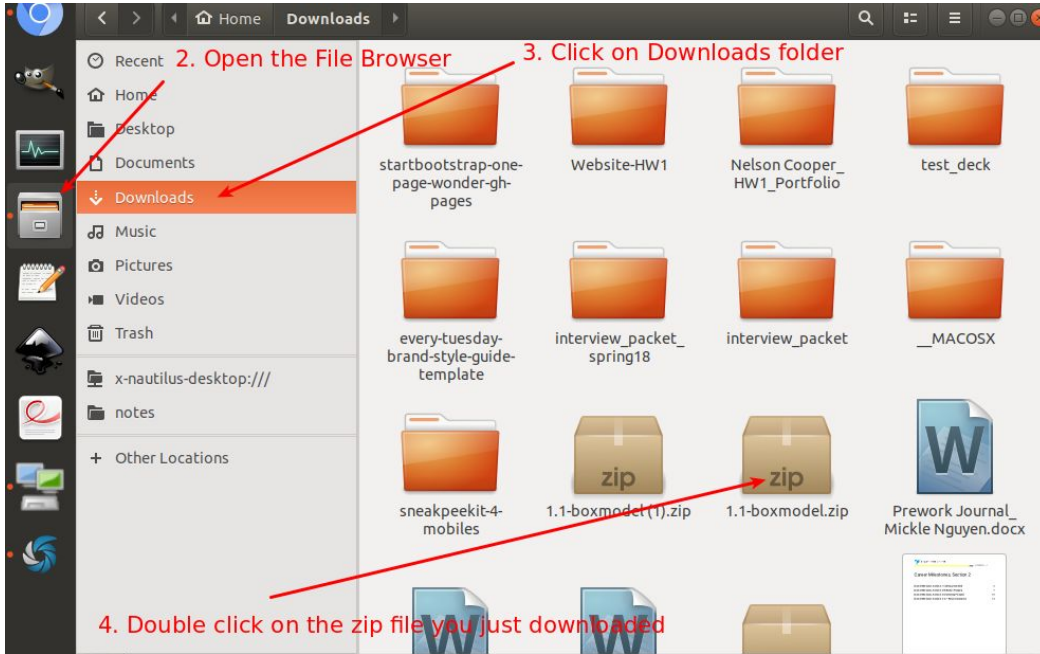 Home
Downloads
2. Open the File Browser
3. Click on Downloads folder
Recent
Home
Desktop
Documents
Downloads
Music
Pictures
Videos
Trash
x-nautilus-desktop:///
notes
+ Other Locations
startbootstrap-one-
page-wonder-gh-
pages
Website-HW1
Nelson Cooper_
HW1_Portfolio
test_deck
every-tuesday-
brand-style-guide-
template
interview_packet_
spring18
interview_packet
__MACOSX
sneakpeekit-4-
mobiles
zip
1.1-boxmodel (1).zip
zip
1.1-boxmodel.zip
W
Prework Journal_
Mickle Nguyen.docx
4. Double click on the zip file you just downloaded
W
W
Career Milestones, Section 2